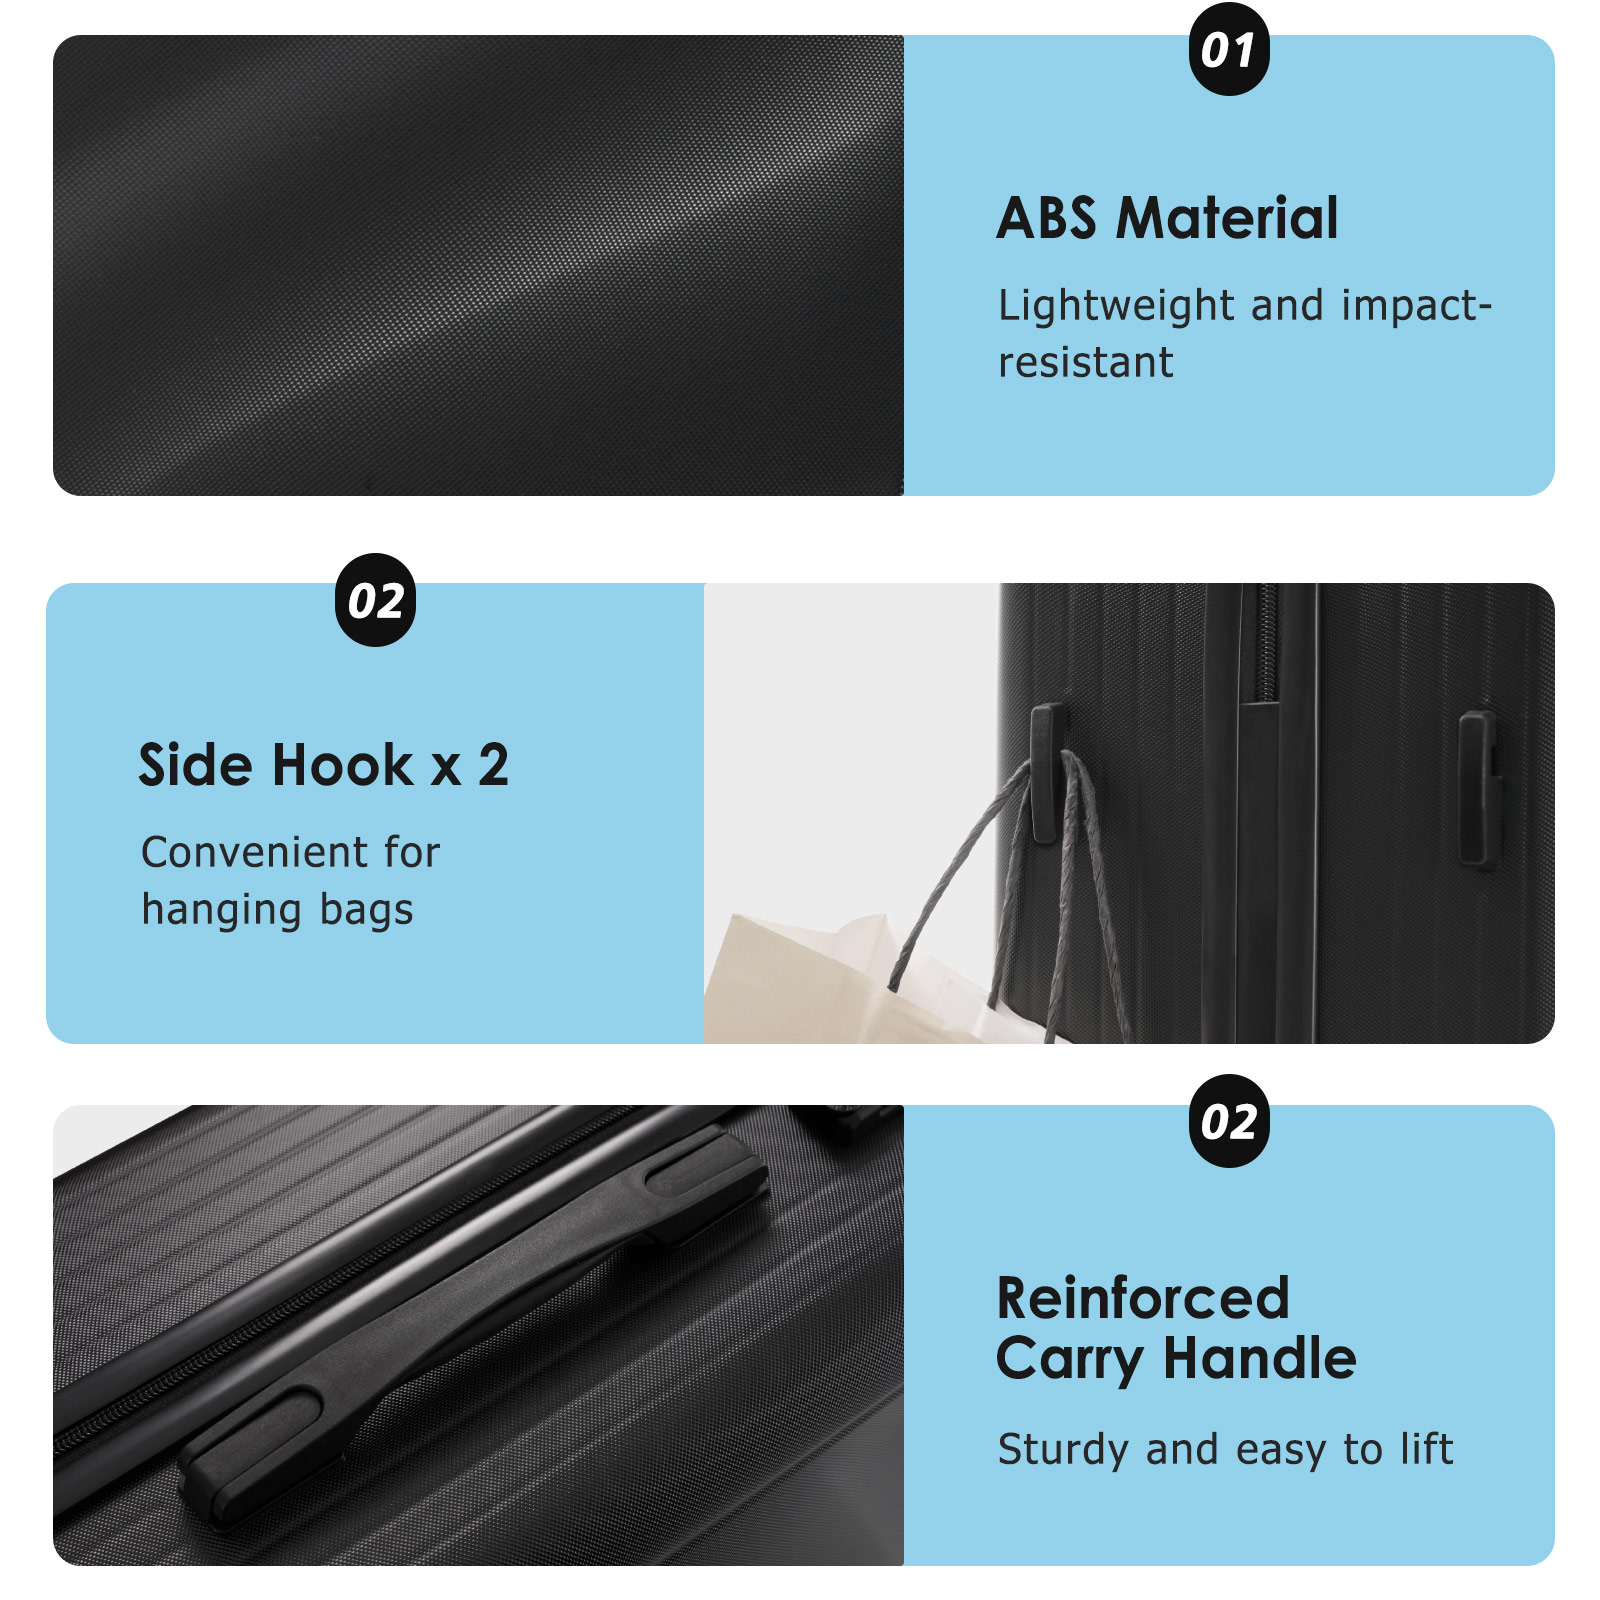 01
ABS Material
Lightweight and impact-
resistant
02
Side Hook x 2
Convenient for
hanging bags
02
Reinforced
Carry Handle
Sturdy and easy to lift